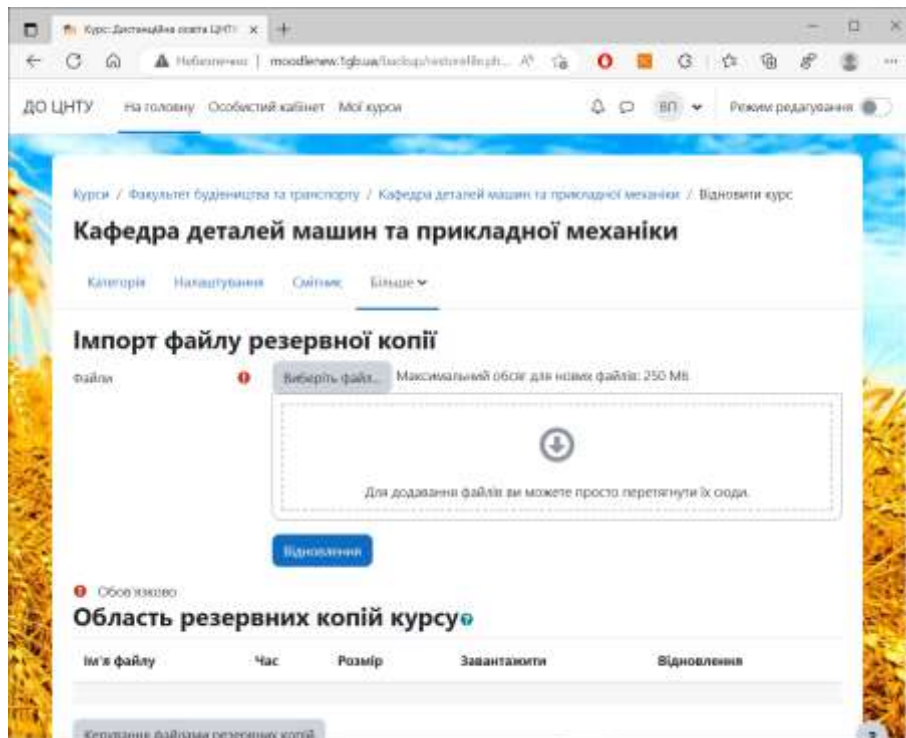 Курс: Дистанційна освіта ЦНТУ
Небезпечно | moodlenew.1gb.ua/backup/restorefile.ph...
ДО ЦНТУ На головну Особистий кабінет Мої курси ВП Режим редагування
Курси / Факультет будівництва та транспорту / Кафедра деталей машин та прикладної механіки / Відновити курс
Кафедра деталей машин та прикладної механіки
Категорія Налаштування Смітник Більше
Імпорт файлу резервної копії
Файли Виберіть файл... Максимальний обсяг для нових файлів: 250 МБ
Для додавання файлів ви можете просто перетягнути їх сюди.
Відновлення
Обов'язково
Область резервних копій курсу
Ім'я файлу Час Розмір Завантажити Відновлення
Керування файлами резервних копій